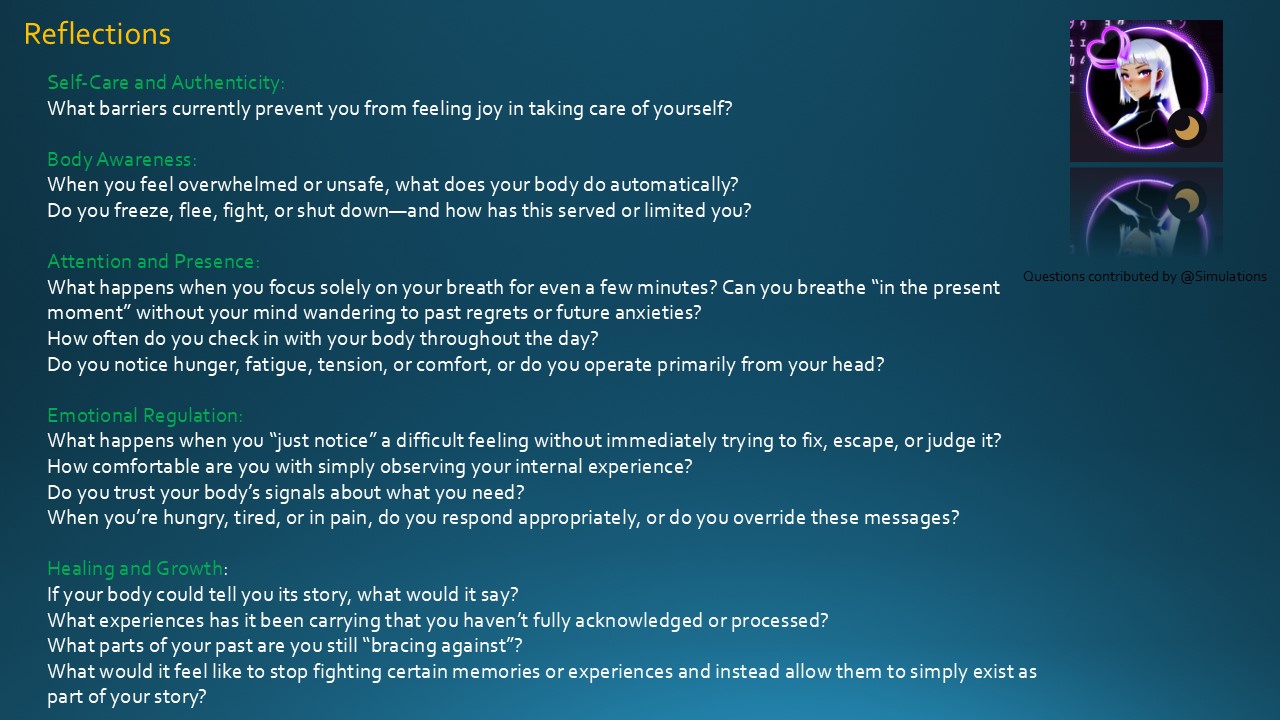 Reflections
Self-Care and Authenticity:
What barriers currently prevent you from feeling joy in taking care of yourself?
Body Awareness:
When you feel overwhelmed or unsafe, what does your body do automatically?
Do you freeze, flee, fight, or shut down—and how has this served or limited you?
Attention and Presence:
What happens when you focus solely on your breath for even a few minutes? Can you breathe “in the present
moment” without your mind wandering to past regrets or future anxieties?
How often do you check in with your body throughout the day?
Do you notice hunger, fatigue, tension, or comfort, or do you operate primarily from your head?
Emotional Regulation:
What happens when you “just notice” a difficult feeling without immediately trying to fix, escape, or judge it?
How comfortable are you with simply observing your internal experience?
Do you trust your body’s signals about what you need?
When you’re hungry, tired, or in pain, do you respond appropriately, or do you override these messages?
Healing and Growth:
If your body could tell you its story, what would it say?
What experiences has it been carrying that you haven’t fully acknowledged or processed?
What parts of your past are you still “bracing against”?
What would it feel like to stop fighting certain memories or experiences and instead allow them to simply exist as
part of your story?
Questions contributed by @Simulations